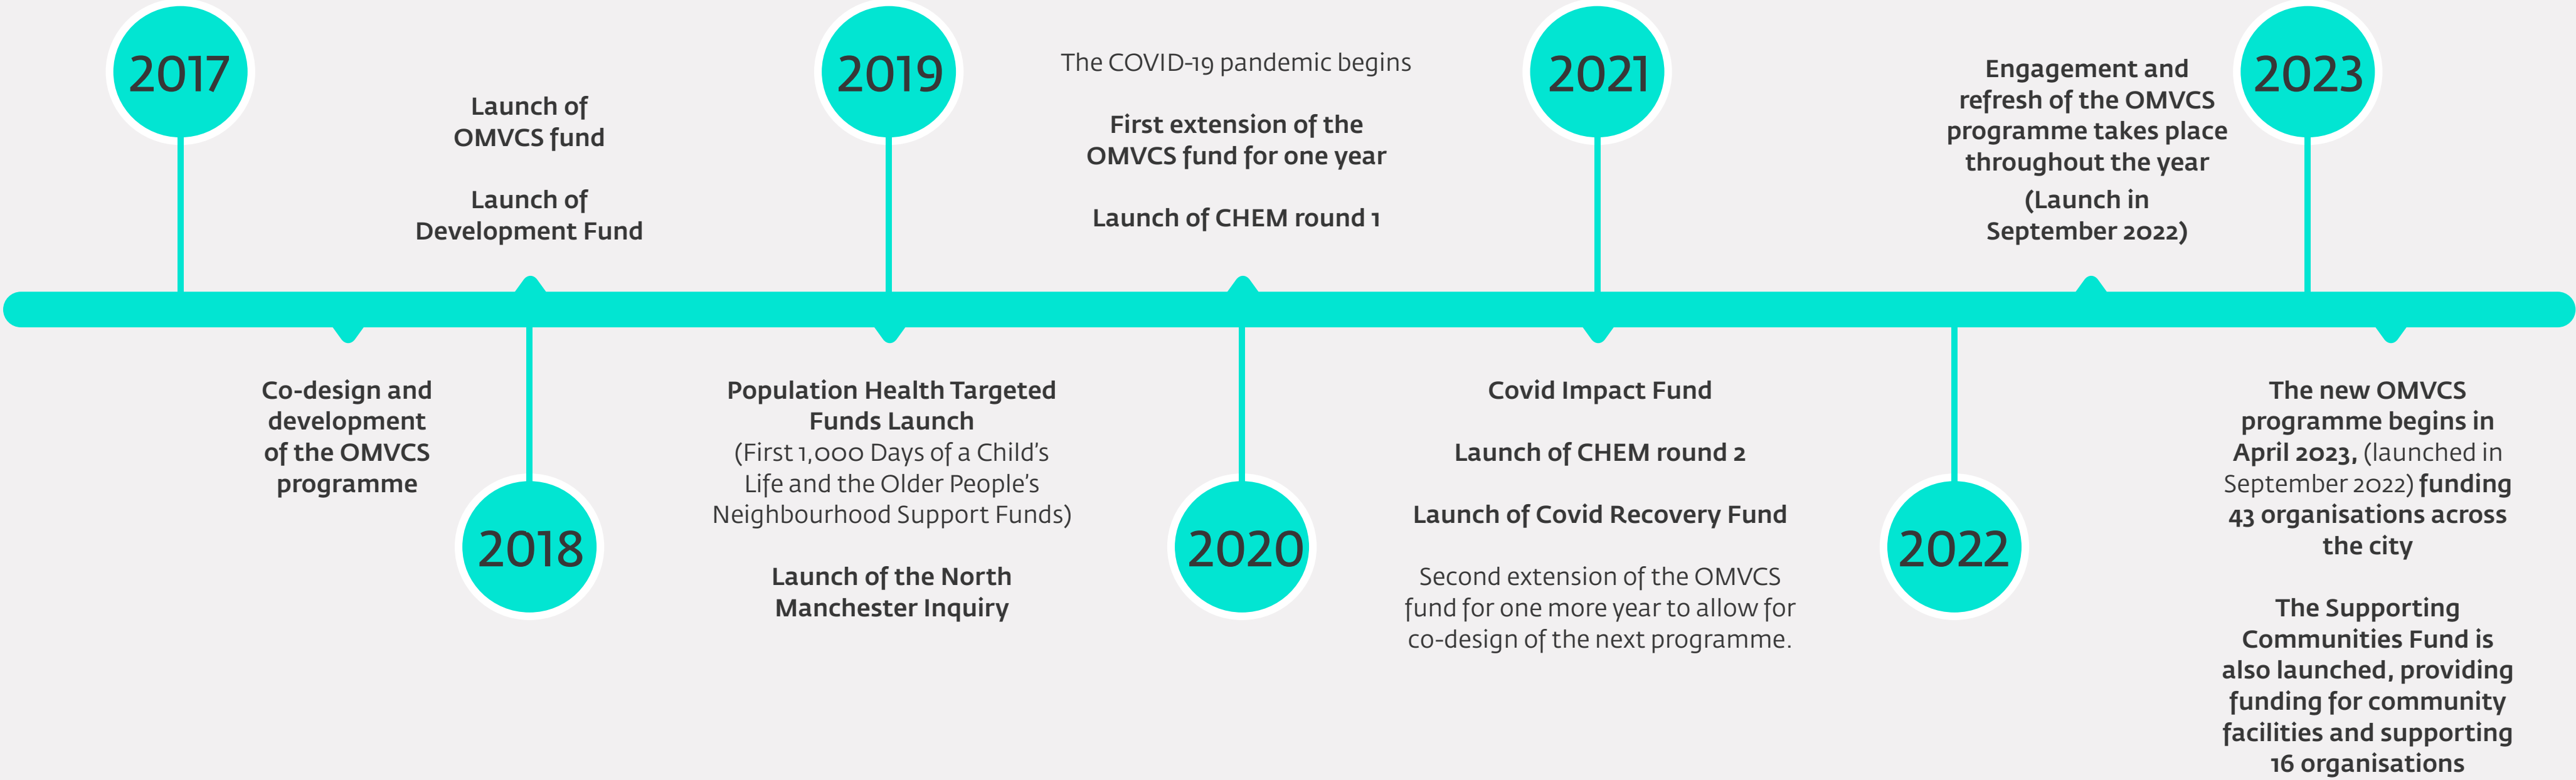 2017
Co-design and
development
of the OMVCS
programme
Launch of
OMVCS fund
Launch of
Development Fund
2018
2019
Population Health Targeted
Funds Launch
(First 1,000 Days of a Child's
Life and the Older People's
Neighbourhood Support Funds)
Launch of the North
Manchester Inquiry
The COVID-19 pandemic begins
First extension of the
OMVCS fund for one year
Launch of CHEM round 1
2020
2021
Covid Impact Fund
Launch of CHEM round 2
Launch of Covid Recovery Fund
Second extension of the OMVCS
fund for one more year to allow for
co-design of the next programme.
2022
Engagement and
refresh of the OMVCS
programme takes place
throughout the year
(Launch in
September 2022)
2023
The new OMVCS
programme begins in
April 2023, (launched in
September 2022) funding
43 organisations across
the city
The Supporting
Communities Fund is
also launched, providing
funding for community
facilities and supporting
16 organisations